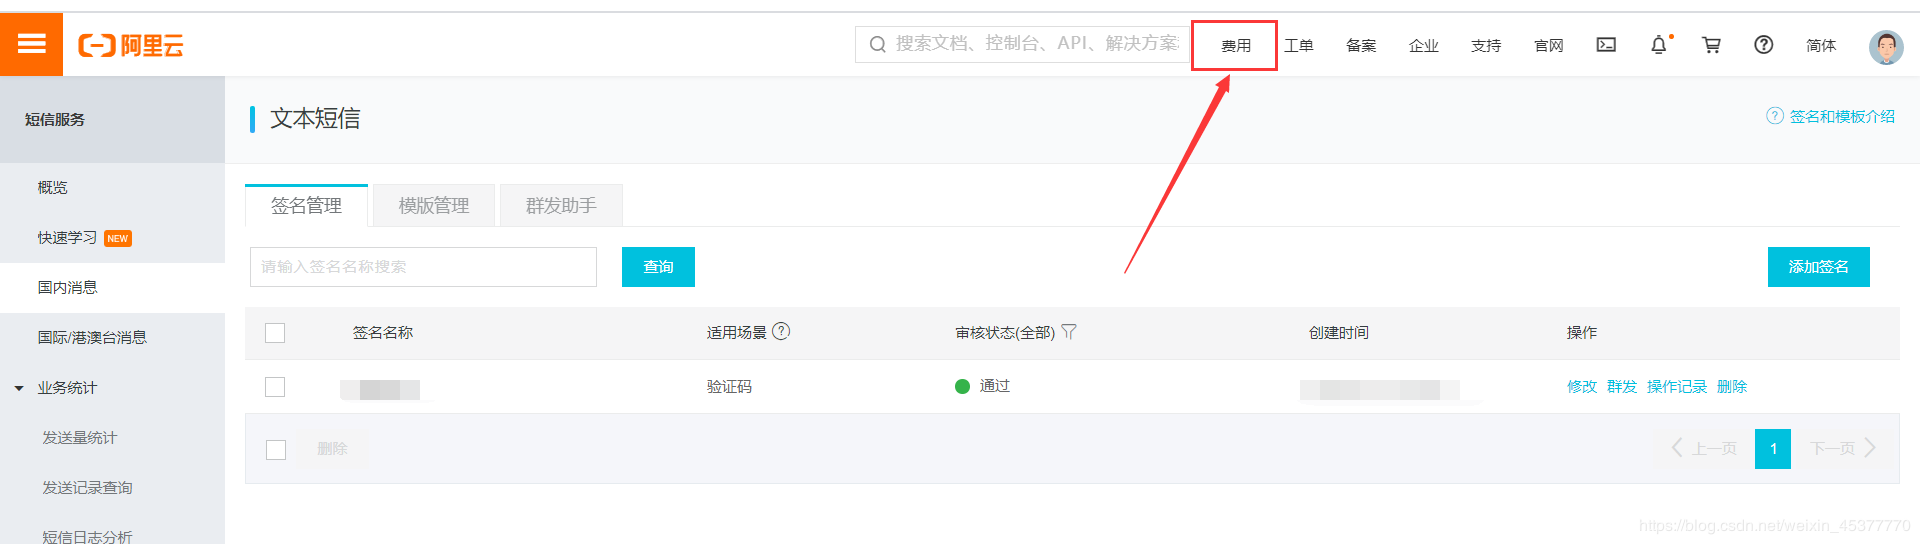 阿里云
搜索文档、控制台、API、解决方案
费用 工单 备案 企业 支持 官网 简体
短信服务
文本短信
签名和模板介绍
概览
快速学习 NEW
国内消息
国际/港澳台消息
业务统计
发送量统计
发送记录查询
短信日志分析
签名管理 模版管理 群发助手
请输入签名名称搜索 查询 添加签名
签名名称 适用场景 审核状态(全部) 创建时间 操作
验证码 通过 修改 群发 操作记录 删除
删除 上一页 1 下一页
https://blog.csdn.net/weixin_45377770